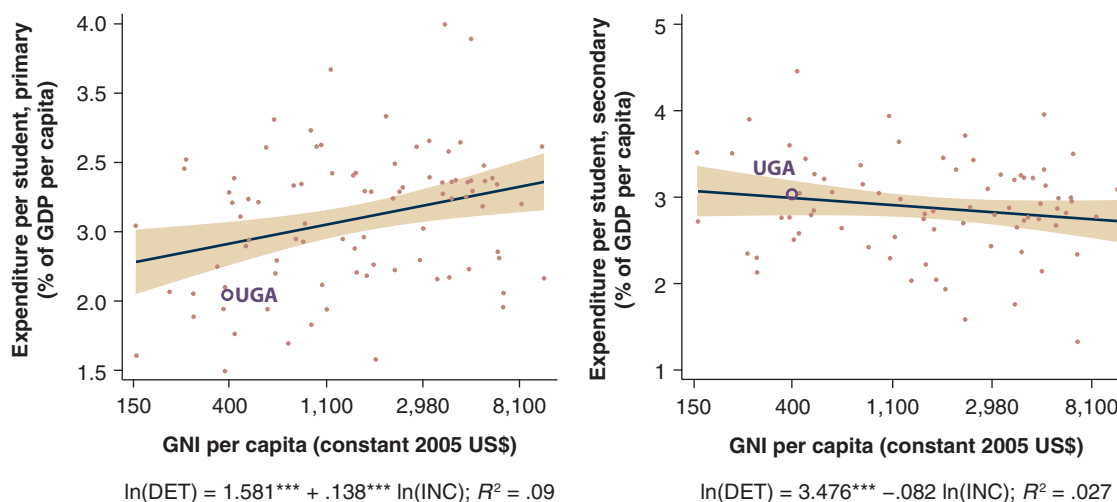 Expenditure per student, primary
(% of GDP per capita)
4.0
3.5
2.5
3.0
2.0
1.5
UGA
150
400
1,100
2,980
8,100
GNI per capita (constant 2005 US$)
ln(DET) = 1.581*** + .138*** ln(INC); R² = .09
Expenditure per student, secondary
(% of GDP per capita)
5
4
3
2
1
UGA
150
400
1,100
2,980
8,100
GNI per capita (constant 2005 US$)
ln(DET) = 3.476*** –.082 ln(INC); R² = .027